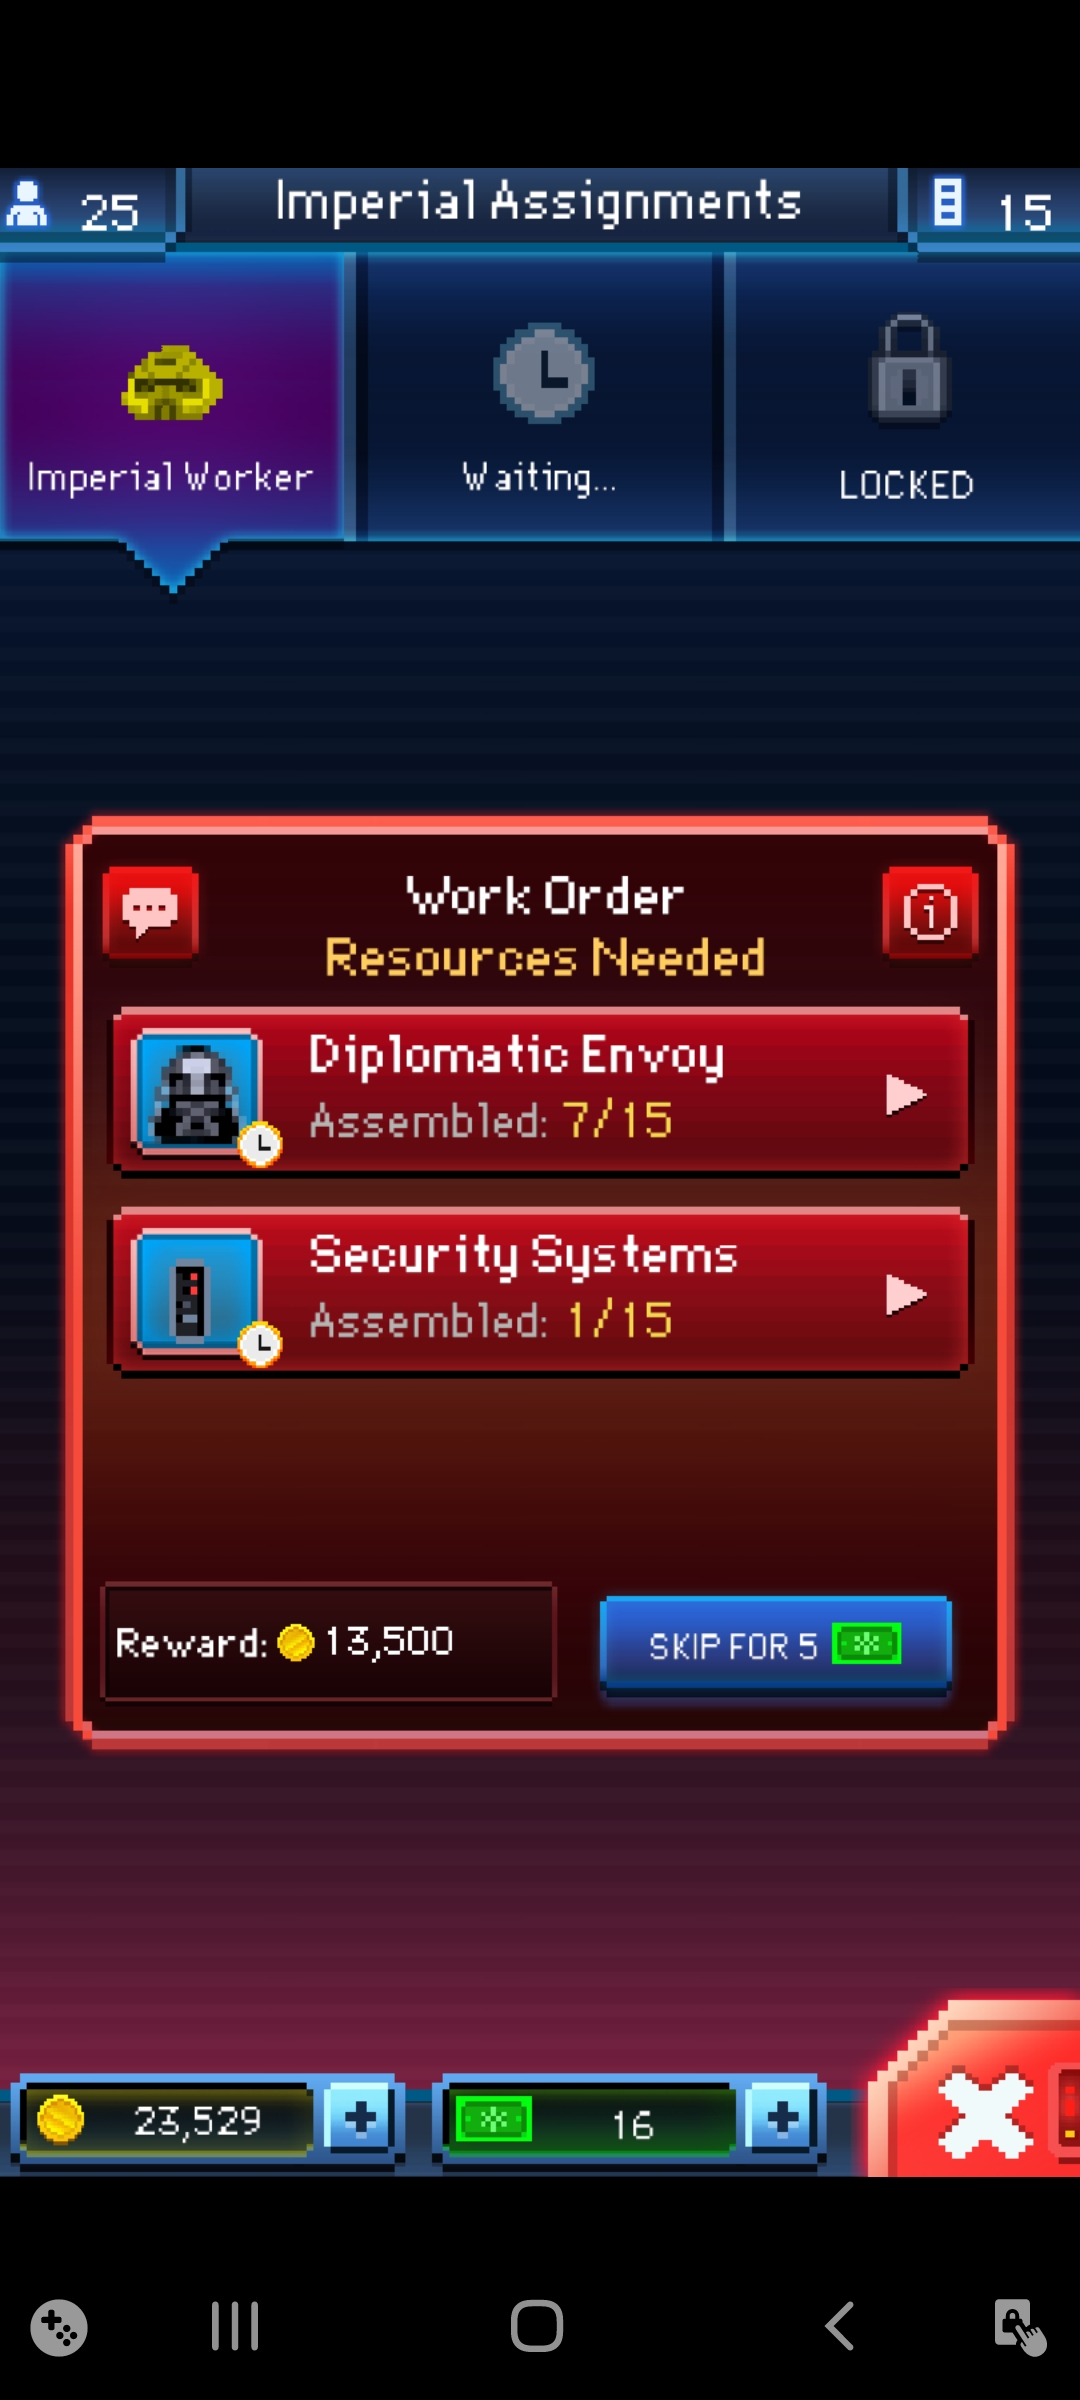 25
Imperial Assignments
15
Imperial Worker
Waiting...
LOCKED
Work Order
Resources Needed
Diplomatic Envoy
Assembled: 7/15
Security Systems
Assembled: 1/15
Reward: 13,500
SKIP FOR 5
23,529
16